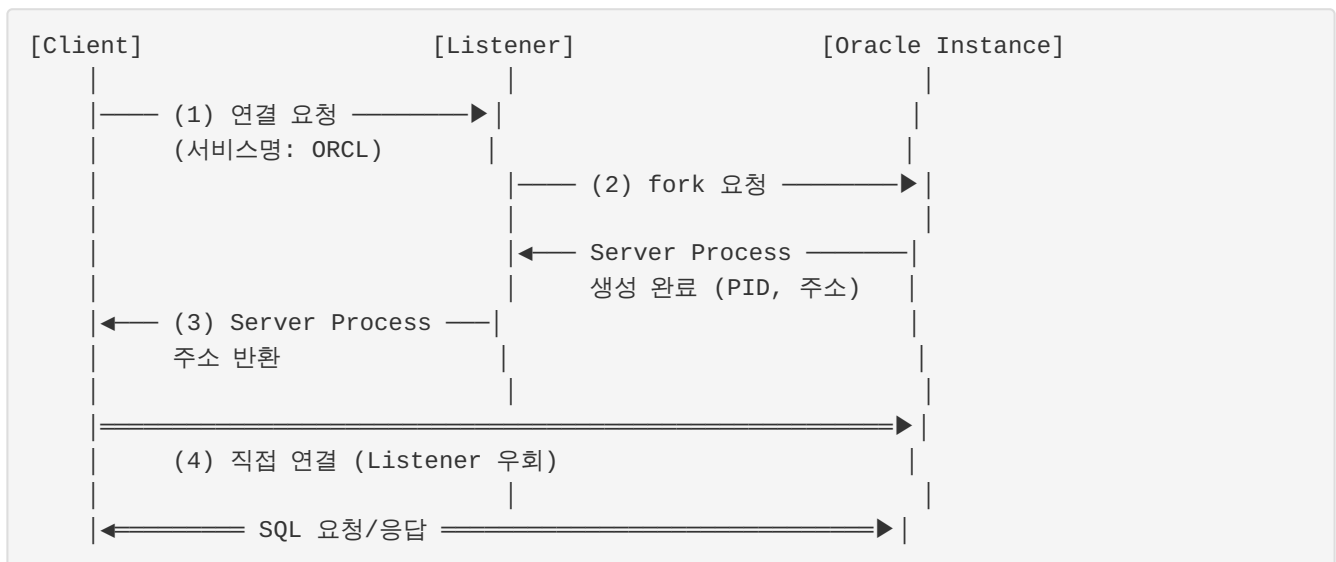 [Client] [Listener] [Oracle Instance]
(1) 연결 요청
(서비스명: ORCL)
(2) fork 요청
Server Process
생성 완료 (PID, 주소)
(3) Server Process
주소 반환
(4) 직접 연결 (Listener 우회)
SQL 요청/응답